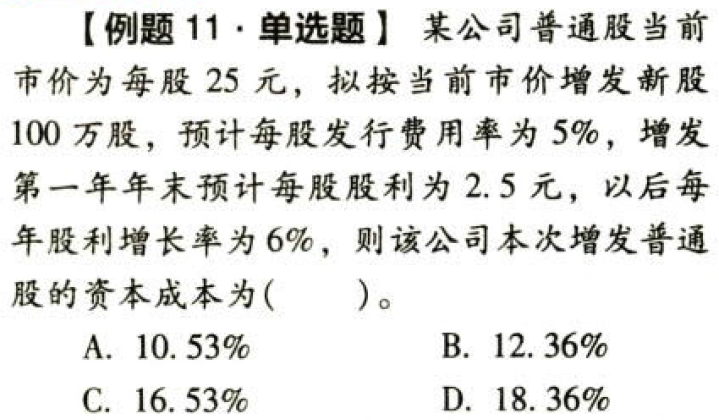 【例题 11·单选题】 某公司普通股当前
市价为每股 25 元，拟按当前市价增发新股
100 万股，预计每股发行费用率为 5%，增发
第一年年末预计每股股利为 2.5 元，以后每
年股利增长率为 6%，则该公司本次增发普通
股的资本成本为(　　)。
A. 10.53%　　B. 12.36%
C. 16.53%　　D. 18.36%